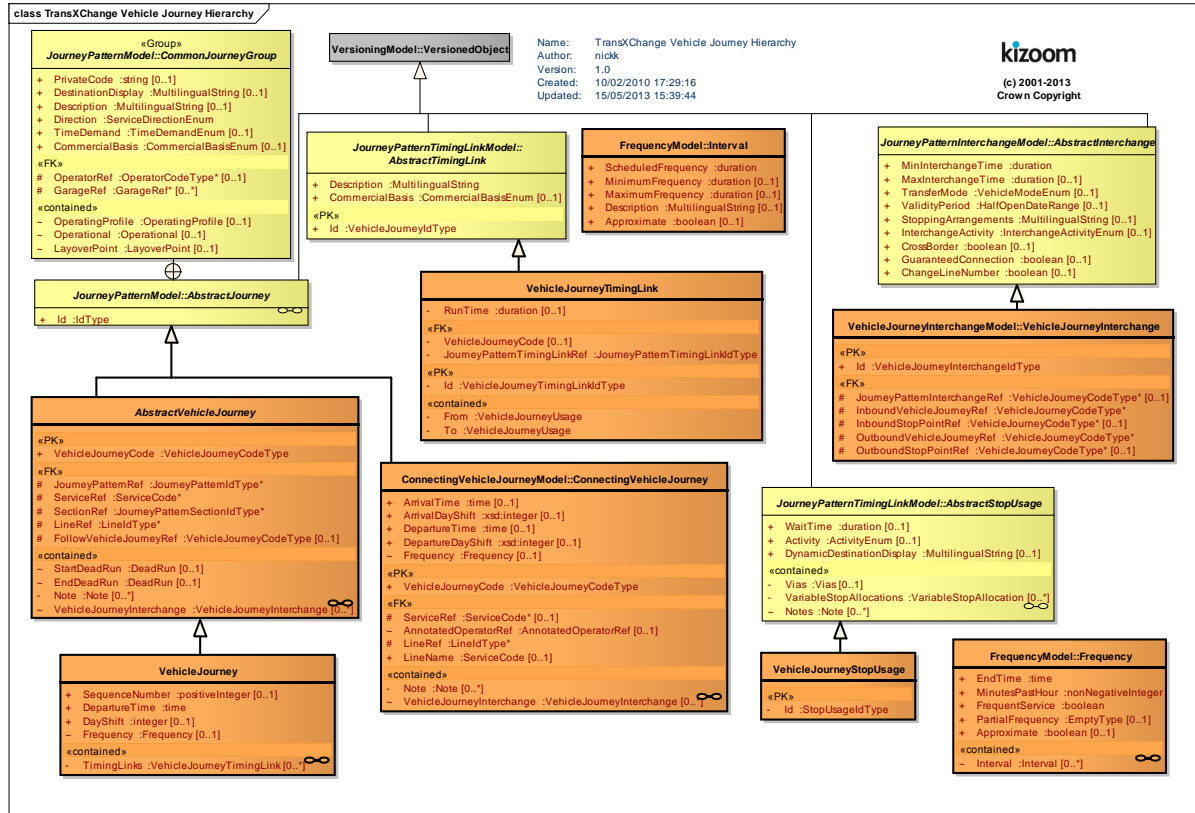 class TransXChange Vehicle Journey Hierarchy
«Group»
JourneyPatternModel::CommonJourneyGroup
+ PrivateCode :string [0..1]
+ DestinationDisplay :MultilingualString [0..1]
+ Description :MultilingualString [0..1]
+ Direction :ServiceDirectionEnum
+ TimeDemand :TimeDemandEnum [0..1]
+ CommercialBasis :CommercialBasisEnum [0..1]
«FK»
# OperatorRef :OperatorCodeType* [0..1]
# GarageRef :GarageRef* [0..*]
«contained»
~ OperatingProfile :OperatingProfile [0..1]
~ Operational :Operational [0..1]
~ LayoverPoint :LayoverPoint [0..1]
VersioningModel::VersionedObject
Name: TransXChange Vehicle Journey Hierarchy
Author: nickk
Version: 1.0
Created: 10/02/2010 17:29:16
Updated: 15/05/2013 15:39:44
kizoom
(c) 2001-2013
Crown Copyright
JourneyPatternTimingLinkModel::
AbstractTimingLink
+ Description :MultilingualString
+ CommercialBasis :CommercialBasisEnum [0..1]
«PK»
+ Id :VehicleJourneyIdType
FrequencyModel::Interval
+ ScheduledFrequency :duration
+ MinimumFrequency :duration [0..1]
+ MaximumFrequency :duration [0..1]
+ Description :MultilingualString [0..1]
+ Approximate :boolean [0..1]
JourneyPatternInterchangeModel::AbstractInterchange
+ MinInterchangeTime :duration
+ MaxInterchangeTime :duration
+ TransferMode :VehicleModeEnum [0..1]
+ ValidityPeriod :HalfOpenDateRange [0..1]
+ StoppingArrangements :MultilingualString [0..1]
+ InterchangeActivity :InterchangeActivityEnum [0..1]
+ CrossBorder :boolean [0..1]
+ GuaranteedConnection :boolean [0..1]
+ ChangeLineNumber :boolean [0..1]
JourneyPatternModel::AbstractJourney
+ Id :IdType
VehicleJourneyTimingLink
- RunTime :duration [0..1]
«FK»
- VehicleJourneyCode [0..1]
- JourneyPatternTimingLinkRef :JourneyPatternTimingLinkIdType
«PK»
- Id :VehicleJourneyTimingLinkIdType
«contained»
- From :VehicleJourneyUsage
- To :VehicleJourneyUsage
VehicleJourneyInterchangeModel::VehicleJourneyInterchange
«PK»
+ Id :VehicleJourneyInterchangeIdType
«FK»
# JourneyPatternInterchangeRef :VehicleJourneyCodeType* [0..1]
# InboundVehicleJourneyRef :VehicleJourneyCodeType*
# InboundStopPointRef :VehicleJourneyCodeType* [0..1]
# OutboundVehicleJourneyRef :VehicleJourneyCodeType*
# OutboundStopPointRef :VehicleJourneyCodeType* [0..1]
AbstractVehicleJourney
«PK»
+ VehicleJourneyCode :VehicleJourneyCodeType
«FK»
# JourneyPatternRef :JourneyPatternIdType*
# ServiceRef :ServiceCode*
# SectionRef :JourneyPatternSectionIdType*
# LineRef :LineIdType*
# FollowVehicleJourneyRef :VehicleJourneyCodeType [0..1]
«contained»
~ StartDeadRun :DeadRun [0..1]
~ EndDeadRun :DeadRun [0..1]
- Note :Note [0..*]
~ VehicleJourneyInterchange :VehicleJourneyInterchange [0..*]
ConnectingVehicleJourneyModel::ConnectingVehicleJourney
+ ArrivalTime :time [0..1]
+ ArrivalDayShift :xsd:integer [0..1]
+ DepartureTime :time [0..1]
+ DepartureDayShift :xsd:integer [0..1]
~ Frequency :Frequency [0..1]
«PK»
+ VehicleJourneyCode :VehicleJourneyCodeType
«FK»
# ServiceRef :ServiceCode* [0..1]
~ AnnotatedOperatorRef :AnnotatedOperatorRef [0..1]
# LineRef :LineIdType*
+ LineName :ServiceCode [0..1]
«contained»
- Note :Note [0..*]
~ VehicleJourneyInterchange :VehicleJourneyInterchange [0..*]
JourneyPatternTimingLinkModel::AbstractStopUsage
+ WaitTime :duration [0..1]
+ Activity :ActivityEnum [0..1]
+ DynamicDestinationDisplay :MultilingualString [0..1]
«contained»
- Vias :Vias [0..1]
- VariableStopAllocations :VariableStopAllocation [0..*]
~ Notes :Note [0..*]
VehicleJourney
+ SequenceNumber :positiveInteger [0..1]
+ DepartureTime :time
+ DayShift :integer [0..1]
~ Frequency :Frequency [0..1]
«contained»
- TimingLinks :VehicleJourneyTimingLink [0..*]
VehicleJourneyStopUsage
«PK»
- Id :StopUsageIdType
FrequencyModel::Frequency
+ EndTime :time
+ MinutesPastHour :nonNegativeInteger
+ FrequentService :boolean
+ PartialFrequency :EmptyType [0..1]
+ Approximate :boolean [0..1]
«contained»
~ Interval :Interval [0..*]